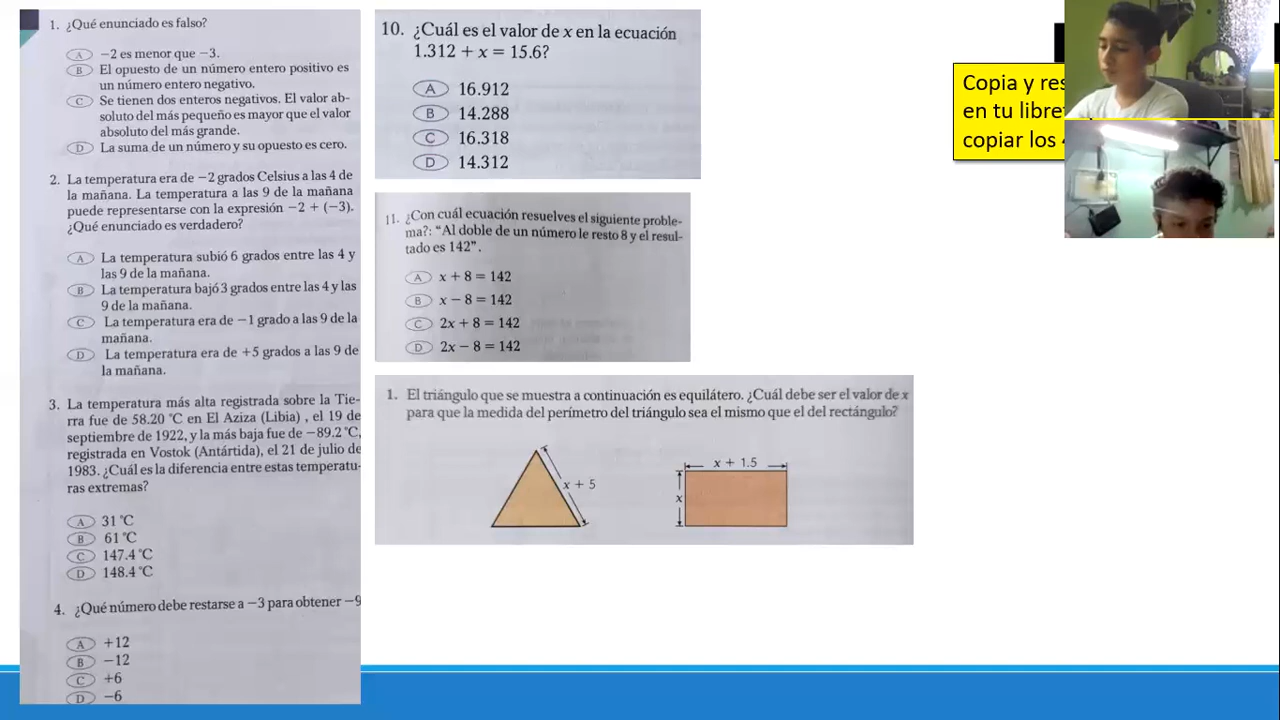 1. ¿Qué enunciado es falso?
A −2 es menor que −3.
B El opuesto de un número entero positivo es
un número entero negativo.
C Se tienen dos enteros negativos. El valor ab-
soluto del más pequeño es mayor que el valor
absoluto del más grande.
D La suma de un número y su opuesto es cero.
2. La temperatura era de −2 grados Celsius a las 4 de
la mañana. La temperatura a las 9 de la mañana
puede representarse con la expresión −2 + (−3).
¿Qué enunciado es verdadero?
A La temperatura subió 6 grados entre las 4 y
las 9 de la mañana.
B La temperatura bajó 3 grados entre las 4 y las
9 de la mañana.
C La temperatura era de −1 grado a las 9 de la
mañana.
D La temperatura era de +5 grados a las 9 de
la mañana.
3. La temperatura más alta registrada sobre la Tie-
rra fue de 58.20 °C en El Aziza (Libia) , el 19 de
septiembre de 1922, y la más baja fue de −89.2 °C,
registrada en Vostok (Antártida), el 21 de julio de
1983. ¿Cuál es la diferencia entre estas temperatu-
ras extremas?
A 31 °C
B 61 °C
C 147.4 °C
D 148.4 °C
4. ¿Qué número debe restarse a −3 para obtener −9
A +12
B −12
C +6
D −6
10. ¿Cuál es el valor de x en la ecuación
1.312 + x = 15.6?
A 16.912
B 14.288
C 16.318
D 14.312
11. ¿Con cuál ecuación resuelves el siguiente proble-
ma?: “Al doble de un número le resto 8 y el resul-
tado es 142”.
A x + 8 = 142
B x − 8 = 142
C 2x + 8 = 142
D 2x − 8 = 142
1. El triángulo que se muestra a continuación es equilátero. ¿Cuál debe ser el valor de x
para que la medida del perímetro del triángulo sea el mismo que el del rectángulo?
x + 5
x + 1.5
x
Copia y res
en tu libre
copiar los